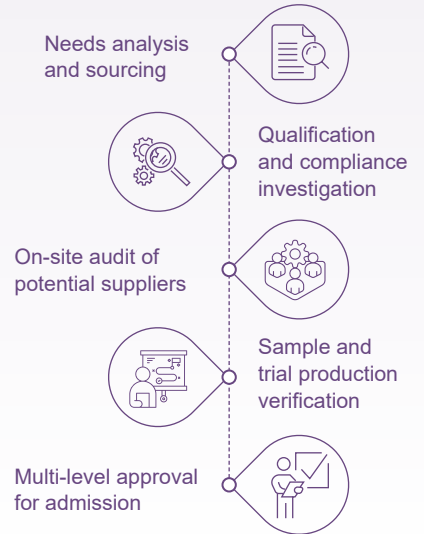 Needs analysis
and sourcing
Qualification
and compliance
investigation
On-site audit of
potential suppliers
Sample and
trial production
verification
Multi-level approval
for admission